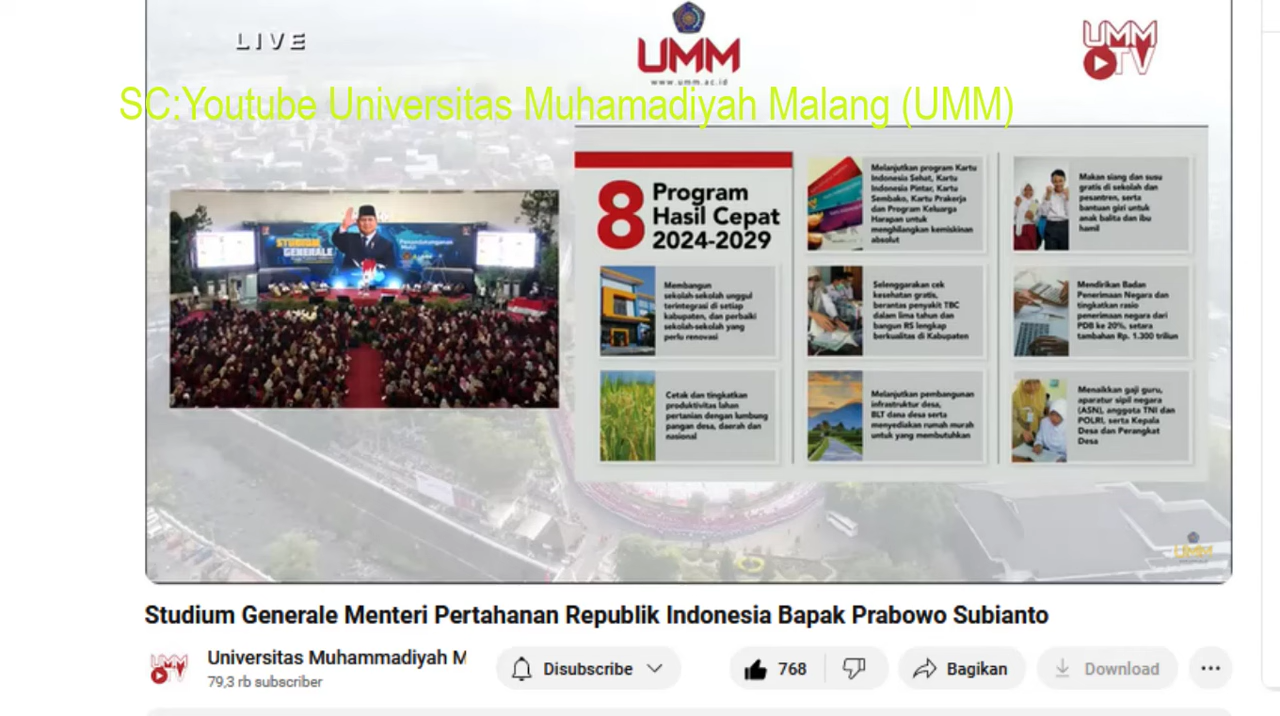 LIVE
UMM
www.umm.ac.id
UMM
TV
SC:Youtube Universitas Muhamadiyah Malang (UMM)
STUDIUM
GENERALE
8 Program
Hasil Cepat
2024-2029
Melanjutkan program Kartu
Indonesia Sehat, Kartu
Indonesia Pintar, Kartu
Sembako, Kartu Prakerja
dan Program Keluarga
Harapan untuk
menghilangkan kemiskinan
absolut
Makan siang dan susu
gratis di sekolah dan
pesantren, serta
bantuan gizi untuk
anak balita dan ibu
hamil
Membangun
sekolah-sekolah unggul
terintegrasi di setiap
kabupaten, dan perbaiki
sekolah-sekolah yang
perlu renovasi
Selenggarakan cek
kesehatan gratis,
berantas penyakit TBC
dalam lima tahun dan
bangun RS lengkap
berkualitas di Kabupaten
Mendirikan Badan
Penerimaan Negara dan
tingkatkan rasio
penerimaan negara dari
PDB ke 20%, setara
tambahan Rp. 1.300 triliun
Cetak dan tingkatkan
produktivitas lahan
pertanian dengan lumbung
pangan desa, daerah dan
nasional
Melanjutkan pembangunan
infrastruktur desa,
BLT dana desa serta
menyediakan rumah murah
untuk yang membutuhkan
Menaikkan gaji guru,
aparatur sipil negara
(ASN), anggota TNI dan
POLRI, serta Kepala
Desa dan Perangkat
Desa
UMM
Studium Generale Menteri Pertahanan Republik Indonesia Bapak Prabowo Subianto
UMM
TV
Universitas Muhammadiyah M
79,3 rb subscriber
Disubscribe
768
Bagikan
Download